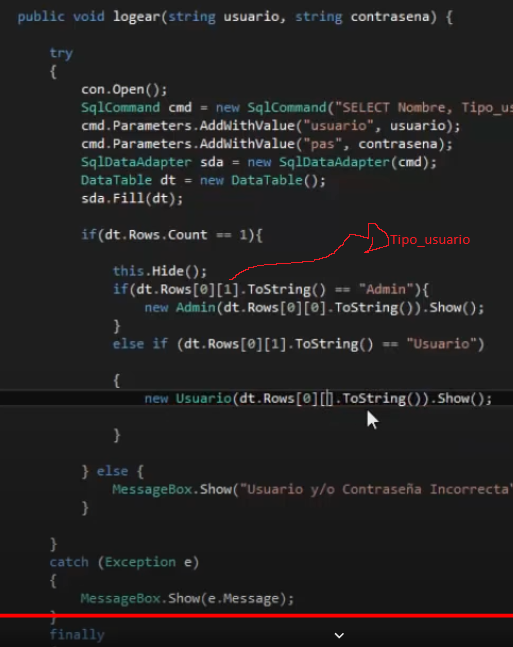 public void logear(string usuario, string contrasena) {
try
{
con.Open();
SqlCommand cmd = new SqlCommand("SELECT Nombre, Tipo_us
cmd.Parameters.AddWithValue("usuario", usuario);
cmd.Parameters.AddWithValue("pas", contrasena);
SqlDataAdapter sda = new SqlDataAdapter(cmd);
DataTable dt = new DataTable();
sda.Fill(dt);
if(dt.Rows.Count == 1){
Tipo_usuario
this.Hide();
if(dt.Rows[0][1].ToString() == "Admin"){
new Admin(dt.Rows[0][0].ToString()).Show();
}
else if (dt.Rows[0][1].ToString() == "Usuario")
{
new Usuario(dt.Rows[0][].ToString()).Show();
}
} else {
MessageBox.Show("Usuario y/o Contraseña Incorrecta"
}
}
catch (Exception e)
{
MessageBox.Show(e.Message);
}
finally